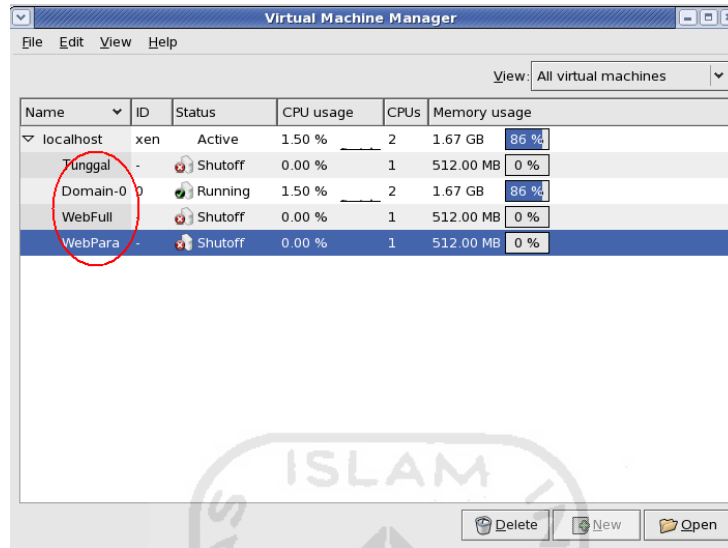 Virtual Machine Manager
File Edit View Help
View: All virtual machines
Name ID Status CPU usage CPUs Memory usage
localhost xen Active 1.50 % 2 1.67 GB 86 %
Tunggal - Shutoff 0.00 % 1 512.00 MB 0 %
Domain-0 0 Running 1.50 % 2 1.67 GB 86 %
WebFull - Shutoff 0.00 % 1 512.00 MB 0 %
WebPara - Shutoff 0.00 % 1 512.00 MB 0 %
ISLAM
Delete New Open